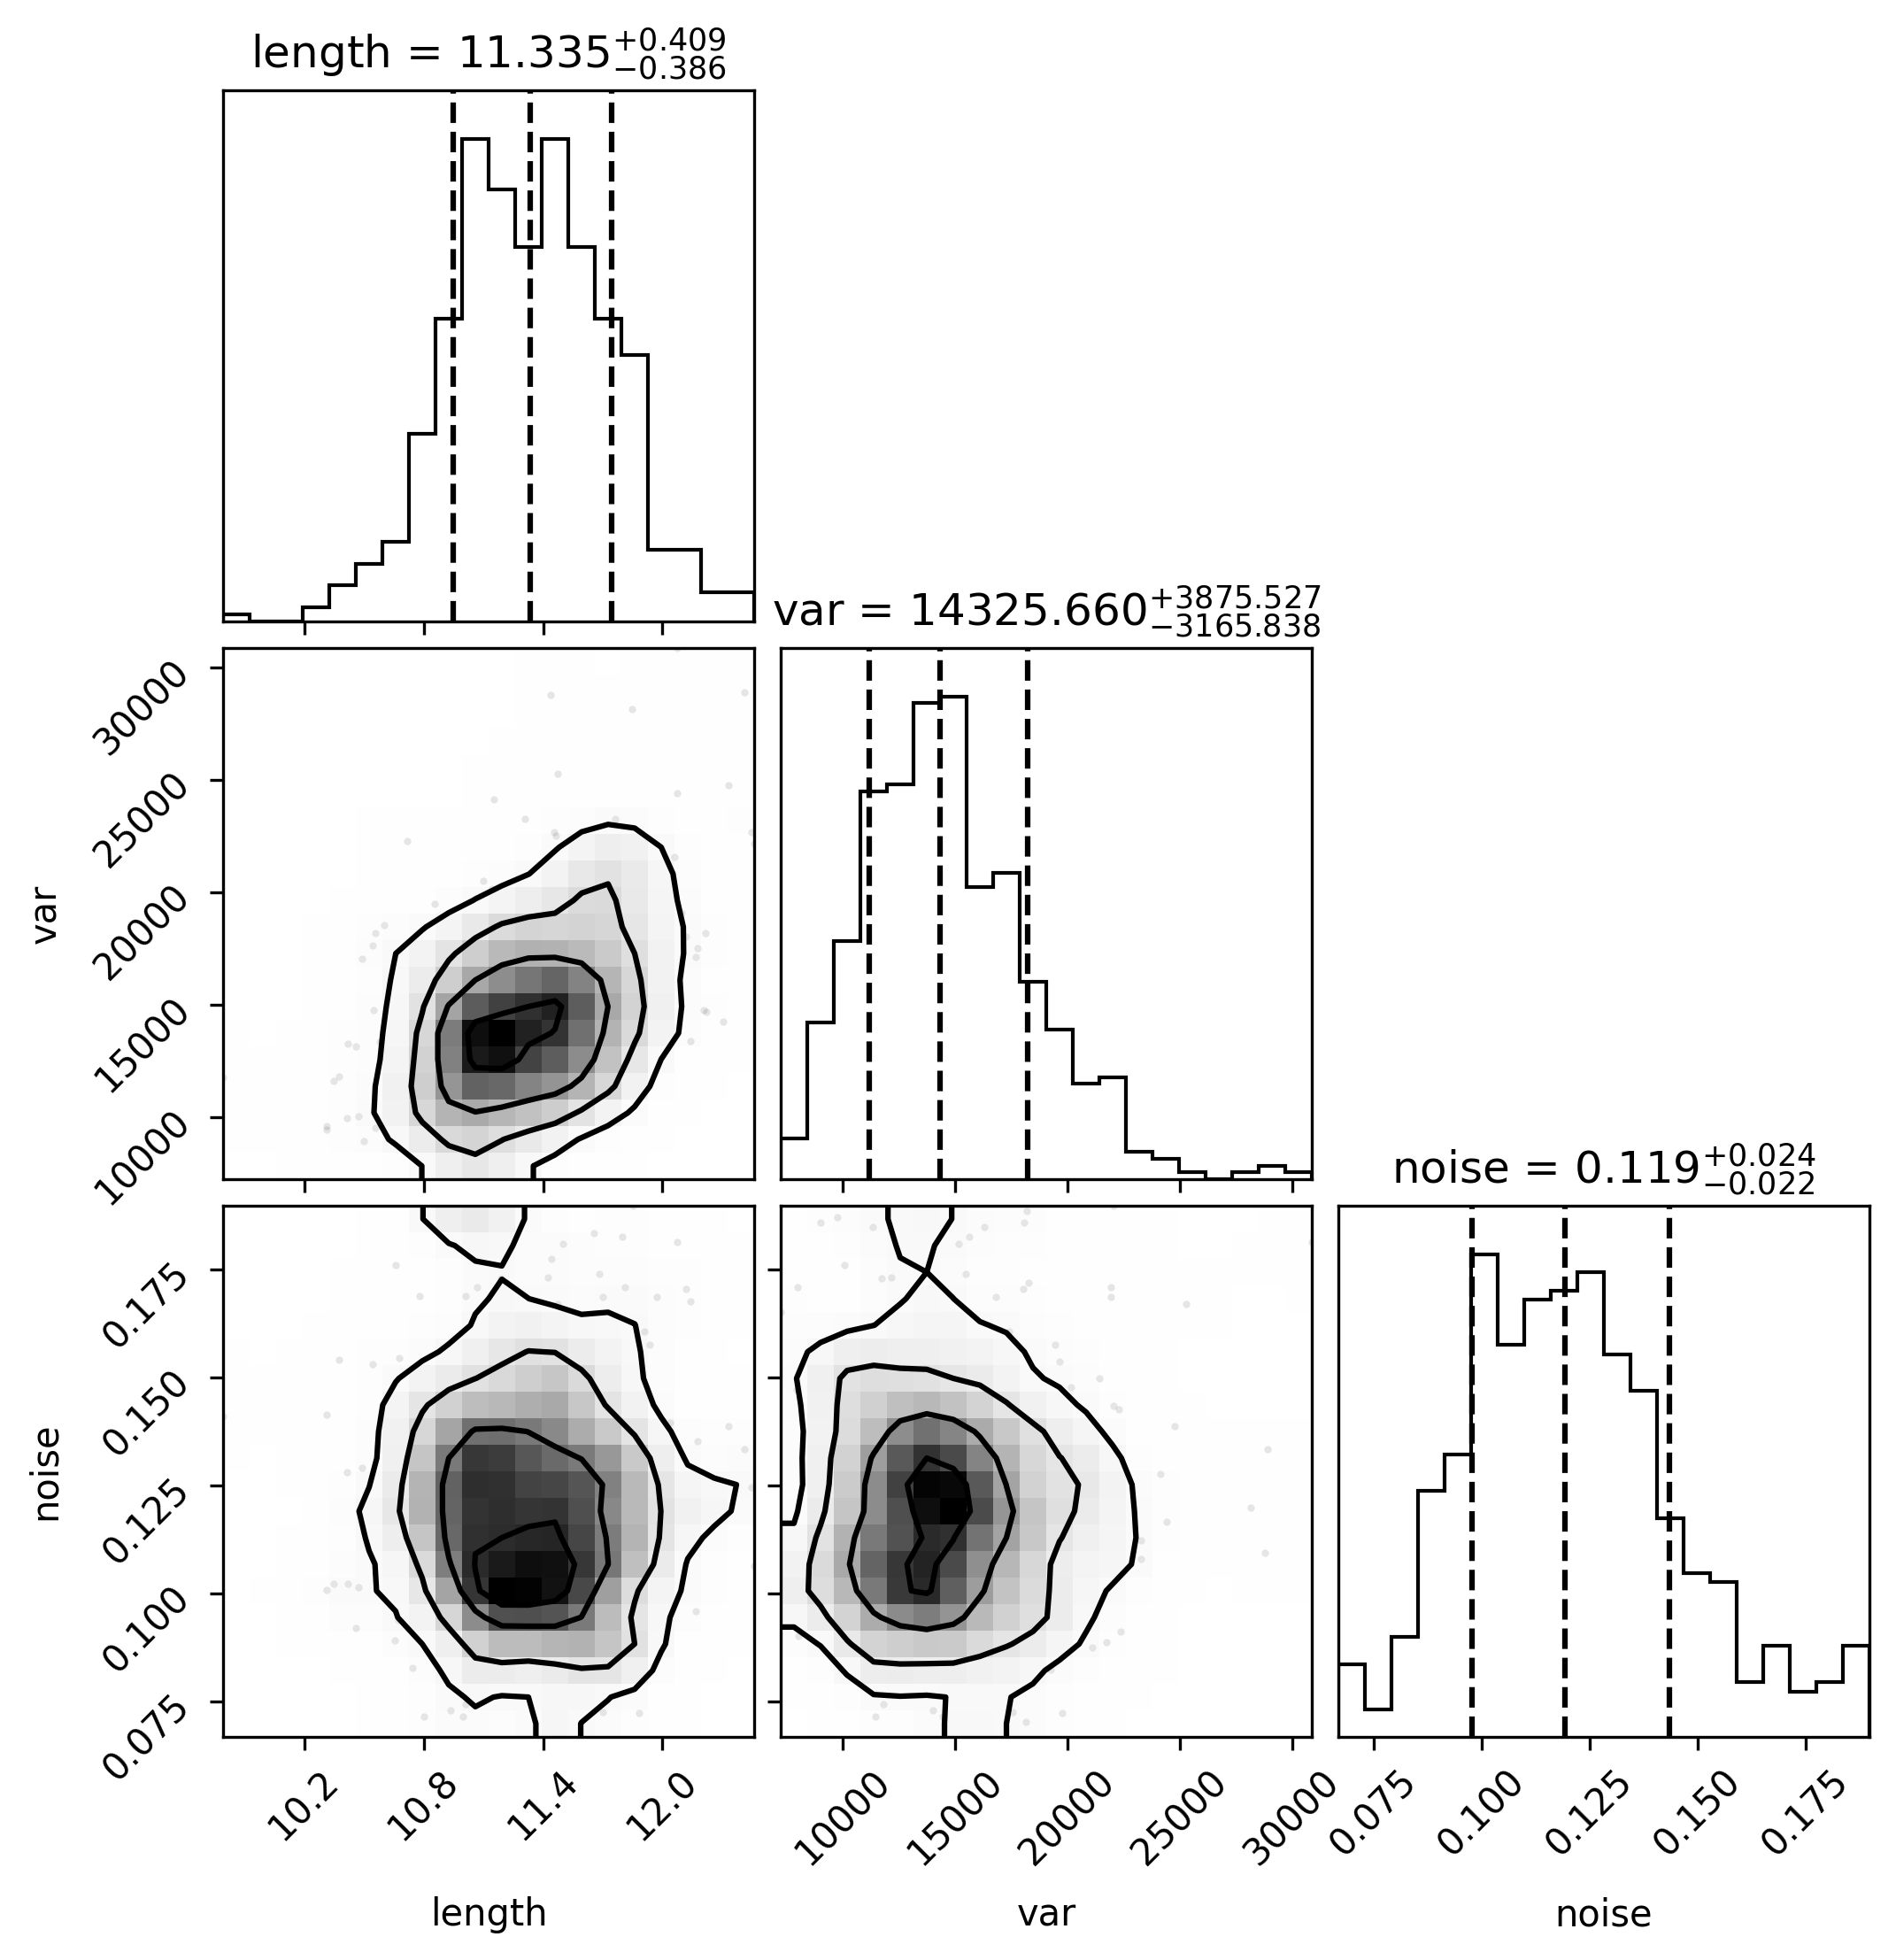 length = 11.335 +0.409 −0.386
var = 14325.660 +3875.527 −3165.838
30000
25000
20000
15000
10000
var
noise = 0.119 +0.024 −0.022
0.175
0.150
0.125
0.100
0.075
noise
10.2 10.8 11.4 12.0
10000 15000 20000 25000 30000
0.075 0.100 0.125 0.150 0.175
length var noise